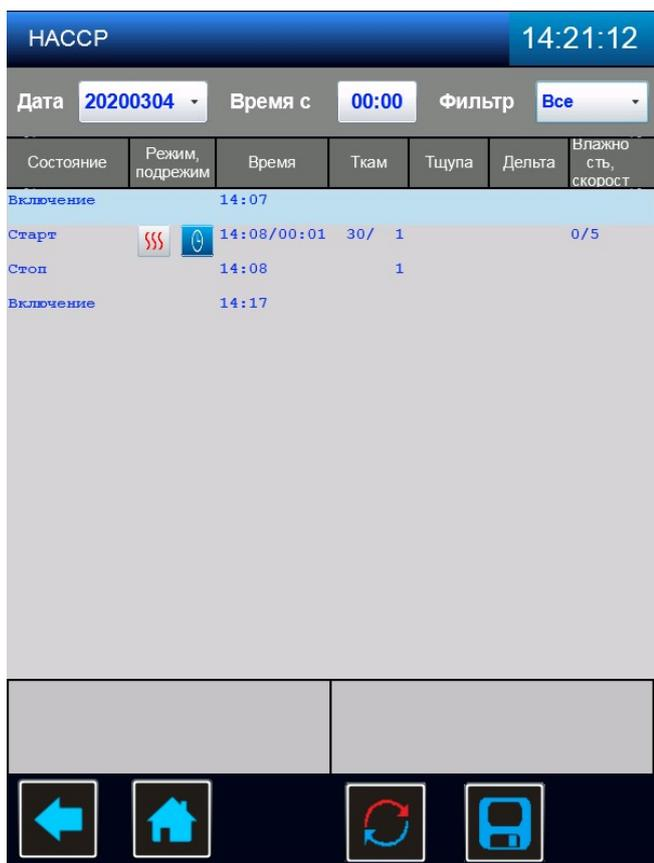 HACCP 14:21:12
Дата 20200304 Время с 00:00 Фильтр Все
Состояние Режим, подрежим Время Ткам Тщупа Дельта Влажно сть, скорост
Включение 14:07
Старт 14:08/00:01 30/ 1 0/5
Стоп 14:08 1
Включение 14:17